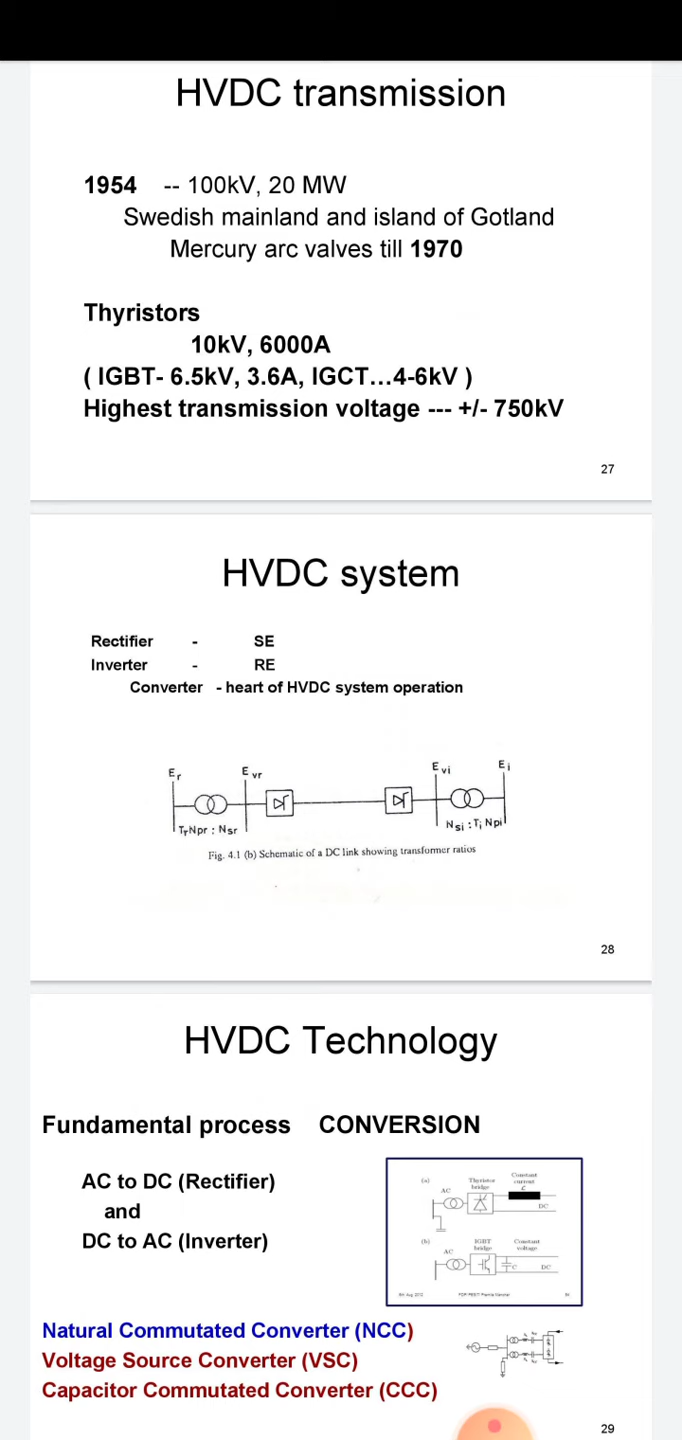 HVDC transmission
1954 -- 100kV, 20 MW
Swedish mainland and island of Gotland
Mercury arc valves till 1970
Thyristors
10kV, 6000A
( IGBT- 6.5kV, 3.6A, IGCT...4-6kV )
Highest transmission voltage --- +/- 750kV
27
HVDC system
Rectifier - SE
Inverter - RE
Converter - heart of HVDC system operation
Er Evr Evi Ei
TrNpr : Nsr Nsi : Ti Npi
Fig. 4.1 (b) Schematic of a DC link showing transformer ratios
28
HVDC Technology
Fundamental process CONVERSION
AC to DC (Rectifier)
and
DC to AC (Inverter)
(a) AC Thyristor bridge Constant current L DC
(b) AC IGBT bridge Constant voltage C DC
Natural Commutated Converter (NCC)
Voltage Source Converter (VSC)
Capacitor Commutated Converter (CCC)
29